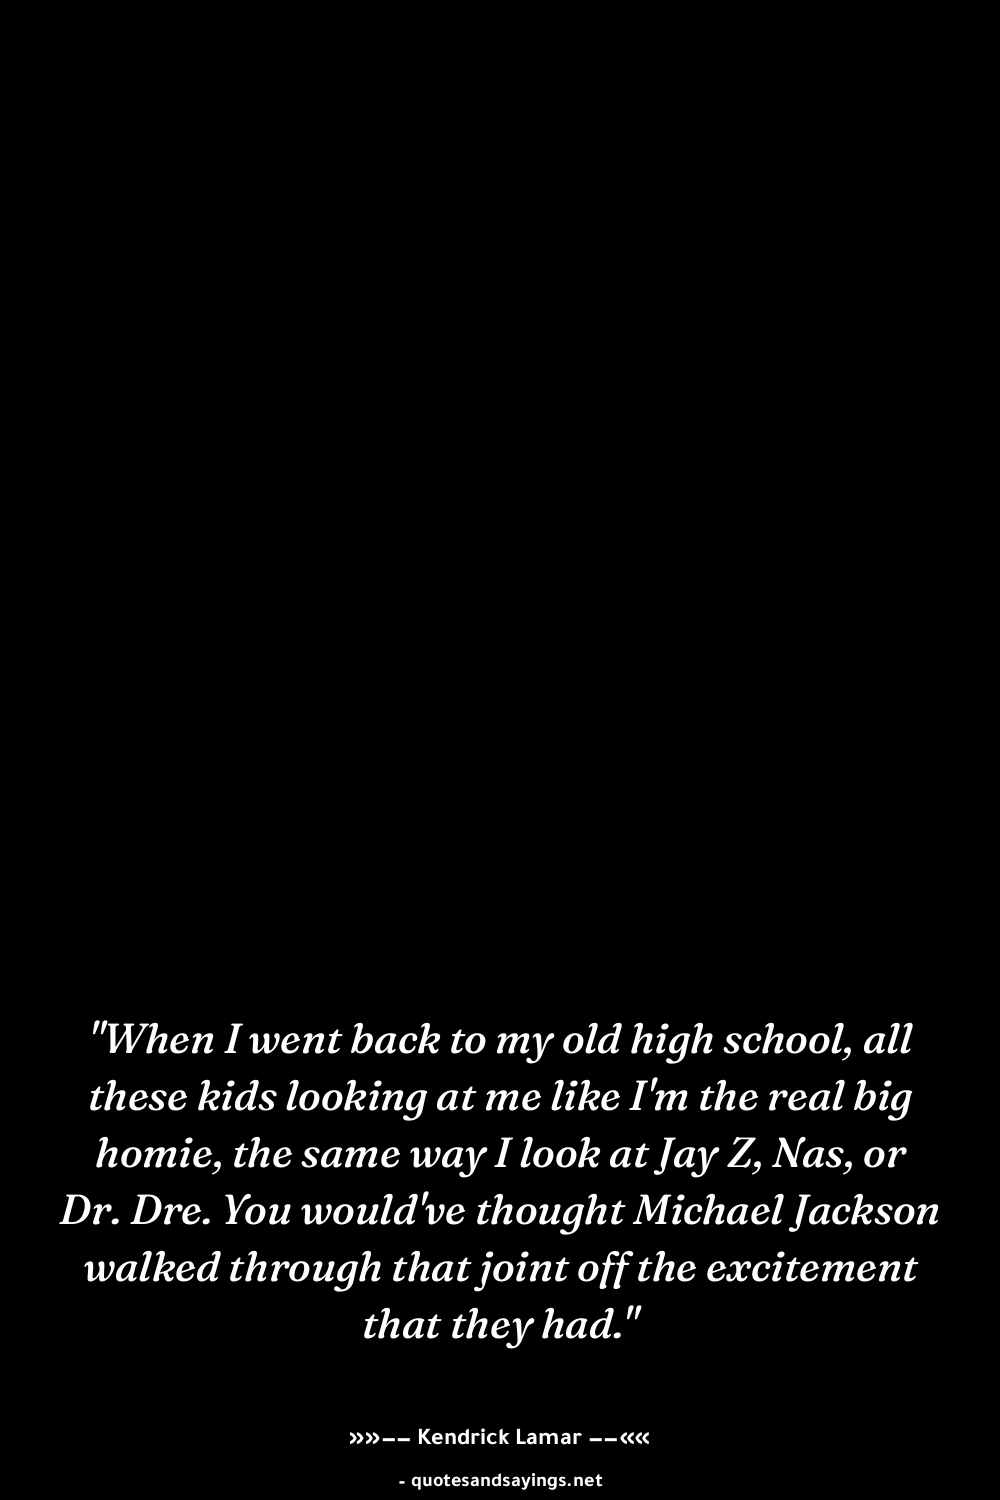 "When I went back to my old high school, all
these kids looking at me like I'm the real big
homie, the same way I look at Jay Z, Nas, or
Dr. Dre. You would've thought Michael Jackson
walked through that joint off the excitement
that they had."
»»–– Kendrick Lamar ––««
- quotesandsayings.net